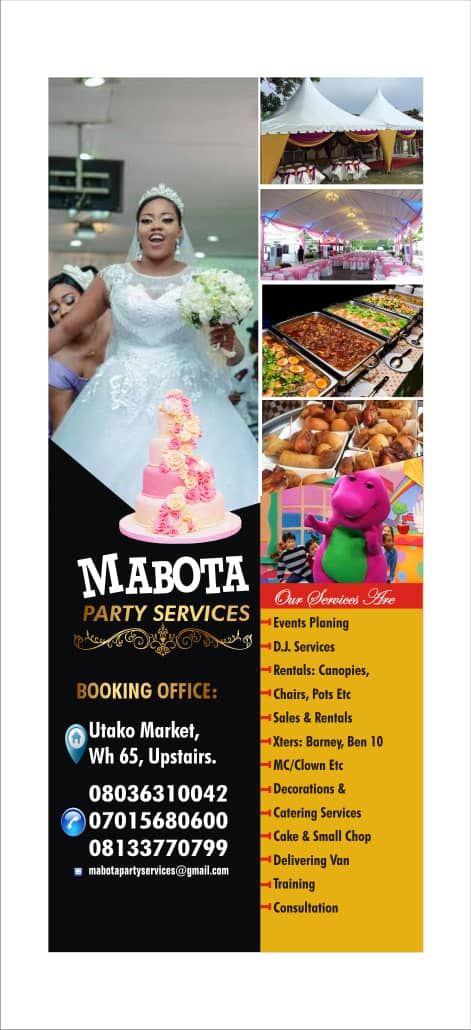 MABOTA
PARTY SERVICES
BOOKING OFFICE:
Utako Market,
Wh 65, Upstairs.
08036310042
07015680600
08133770799
mabotapartyservices@gmail.com
Our Services Are
Events Planing
D.J. Services
Rentals: Canopies,
Chairs, Pots Etc
Sales & Rentals
Xters: Barney, Ben 10
MC/Clown Etc
Decorations &
Catering Services
Cake & Small Chop
Delivering Van
Training
Consultation